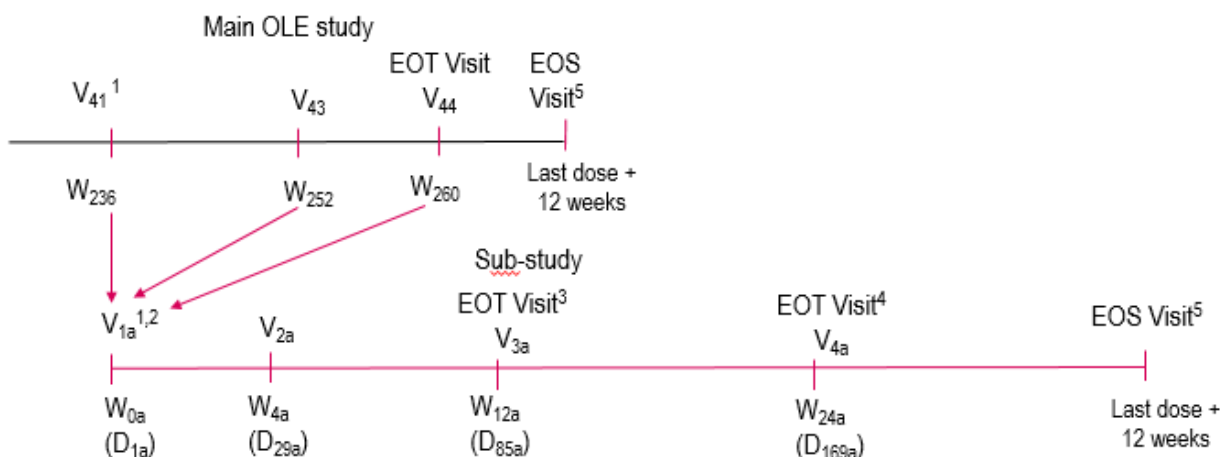 Main OLE study
V41 1 V43 EOT Visit V44 EOS Visit5
W236 W252 W260 Last dose + 12 weeks
Sub-study
V1a1,2 V2a EOT Visit3 V3a EOT Visit4 V4a EOS Visit5
W0a (D1a) W4a (D29a) W12a (D85a) W24a (D169a) Last dose + 12 weeks